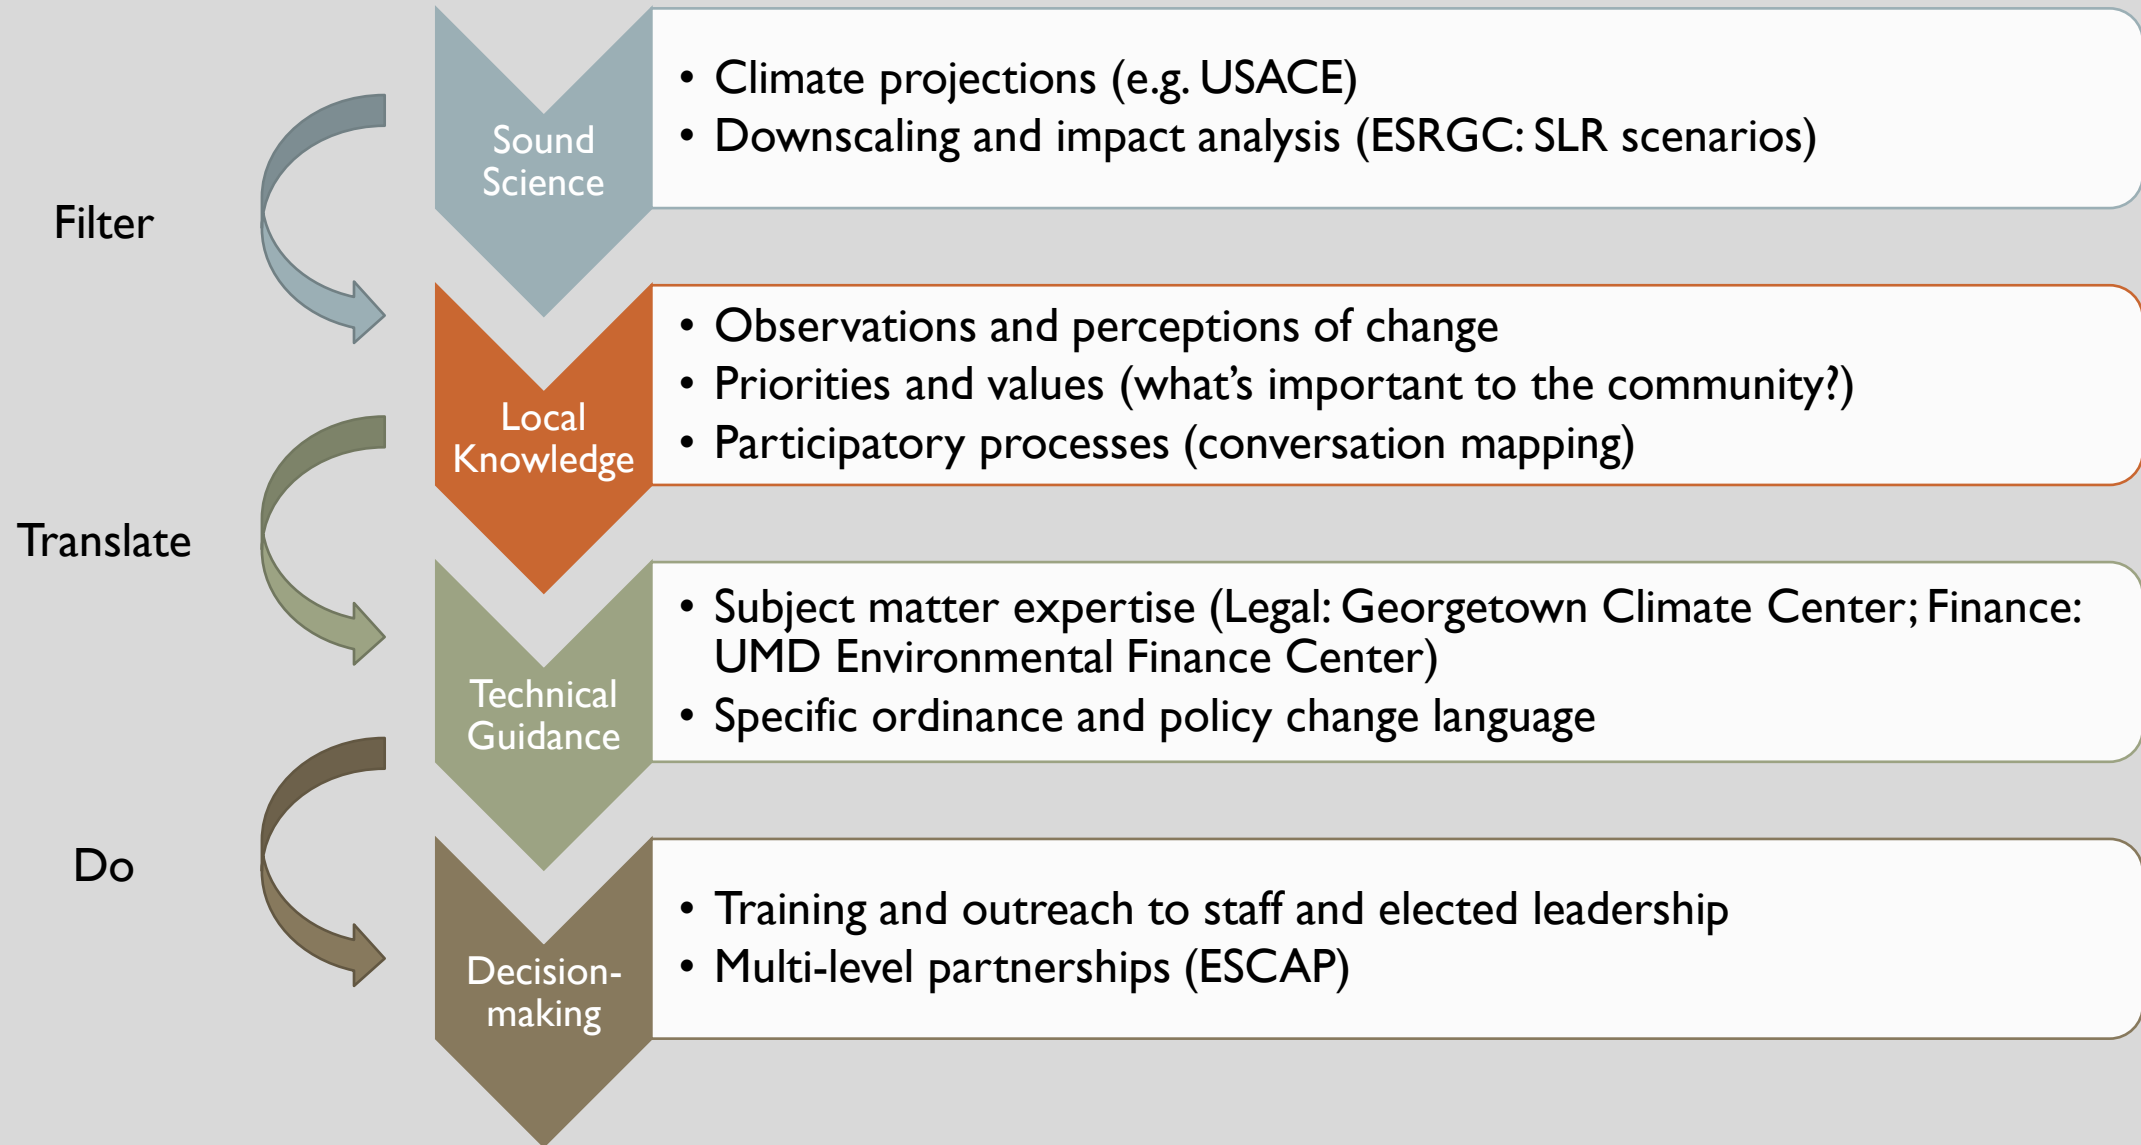 Filter
Translate
Do
Sound
Science
• Climate projections (e.g. USACE)
• Downscaling and impact analysis (ESRGC: SLR scenarios)
Local
Knowledge
• Observations and perceptions of change
• Priorities and values (what’s important to the community?)
• Participatory processes (conversation mapping)
Technical
Guidance
• Subject matter expertise (Legal: Georgetown Climate Center; Finance:
UMD Environmental Finance Center)
• Specific ordinance and policy change language
Decision-
making
• Training and outreach to staff and elected leadership
• Multi-level partnerships (ESCAP)